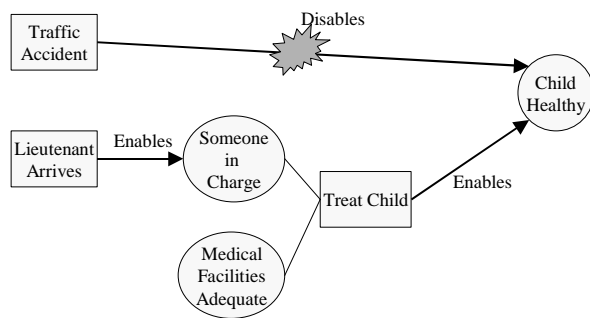 Disables
Traffic
Accident
Child
Healthy
Enables
Lieutenant
Arrives
Someone
in
Charge
Treat Child
Enables
Medical
Facilities
Adequate